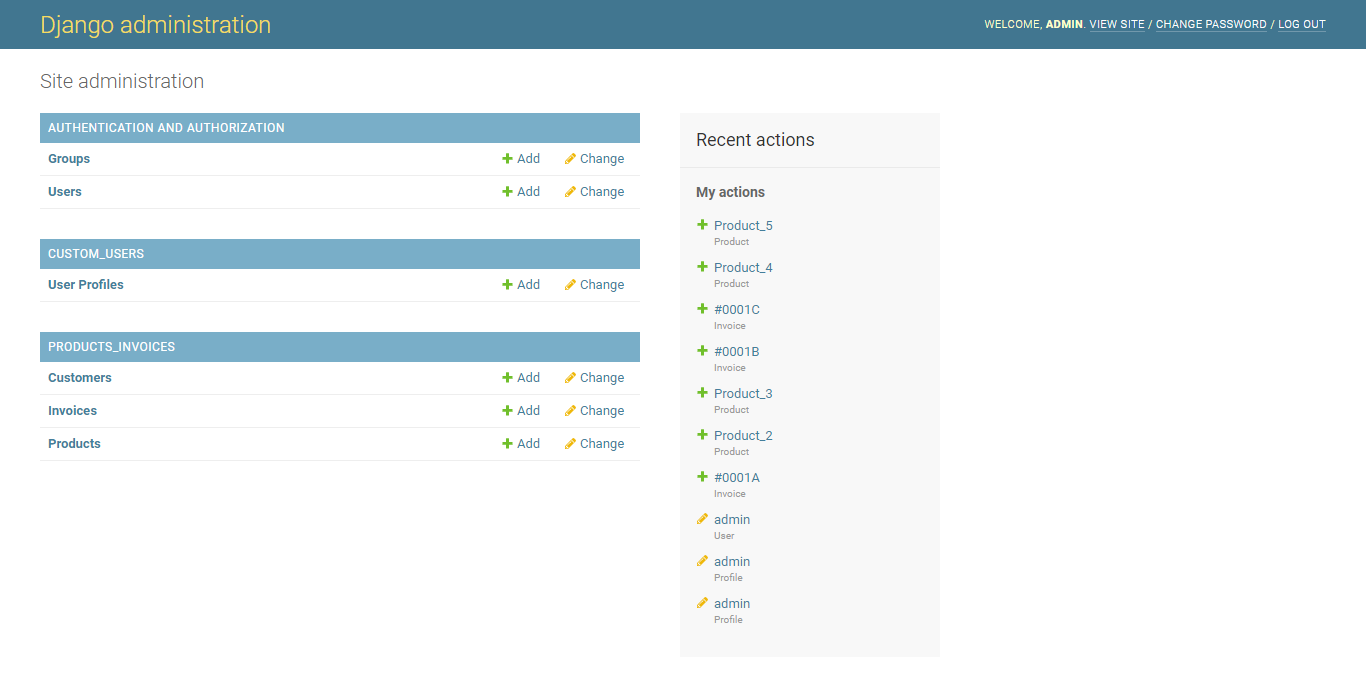 Django administration
WELCOME, ADMIN. VIEW SITE / CHANGE PASSWORD / LOG OUT
Site administration
AUTHENTICATION AND AUTHORIZATION
Groups Add Change
Users Add Change
CUSTOM_USERS
User Profiles Add Change
PRODUCTS_INVOICES
Customers Add Change
Invoices Add Change
Products Add Change
Recent actions
My actions
Product_5
Product
Product_4
Product
#0001C
Invoice
#0001B
Invoice
Product_3
Product
Product_2
Product
#0001A
Invoice
admin
User
admin
Profile
admin
Profile